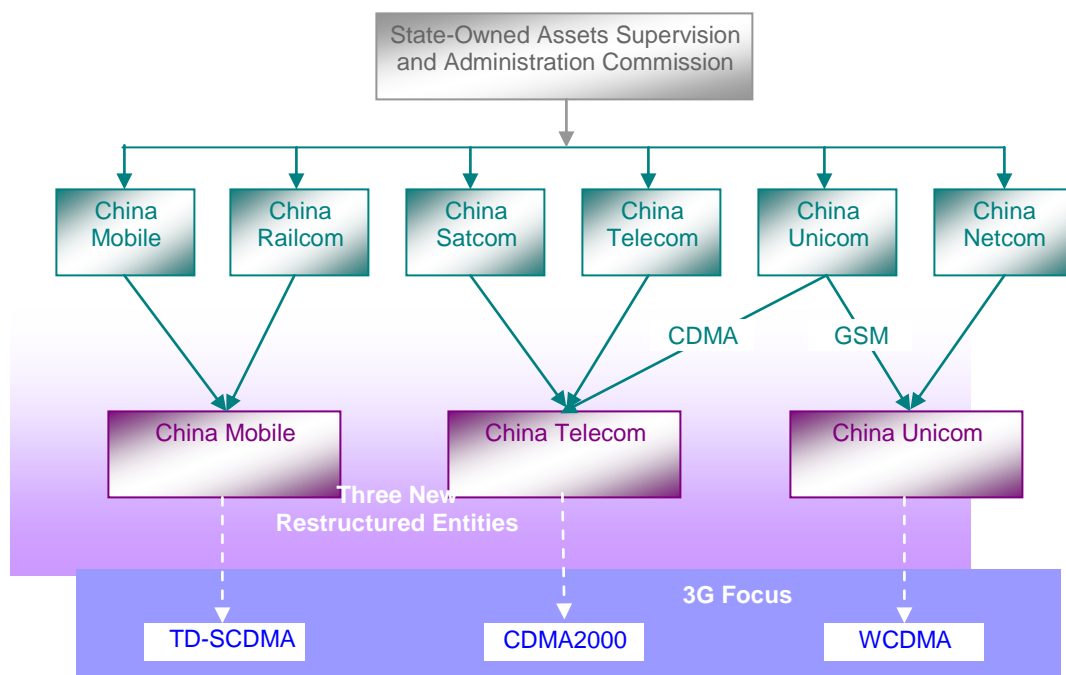 State-Owned Assets Supervision
and Administration Commission
China
Mobile
China
Railcom
China
Satcom
China
Telecom
China
Unicom
China
Netcom
CDMA
GSM
China Mobile
China Telecom
China Unicom
Three New
Restructured Entities
3G Focus
TD-SCDMA
CDMA2000
WCDMA